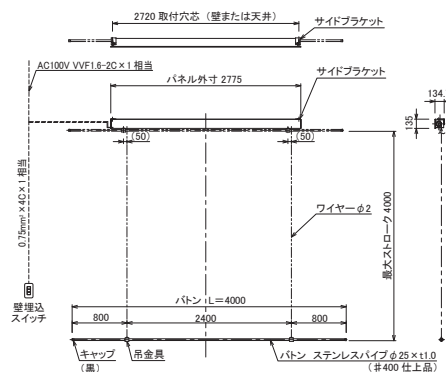 2720 取付穴芯 (壁または天井)
サイドブラケット
AC100V VVF1.6-2C×1 相当
パネル外寸 2775
サイドブラケット
134.
135
(50)
(50)
0.75mm²×4C×1 相当
ワイヤーφ2
最大ストローク 4000
壁埋込
スイッチ
バトン L=4000
800
2400
800
キャップ
(黒)
吊金具
バトン ステンレスパイプφ25×t1.0
(♯400 仕上品)